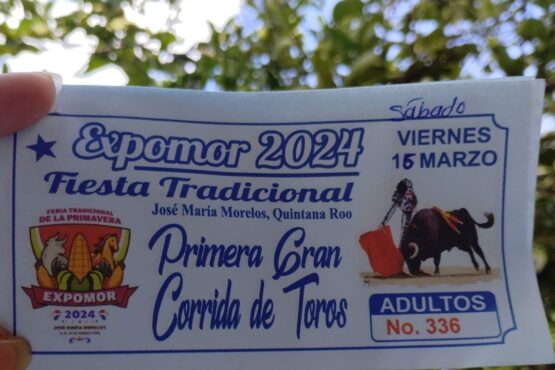 Sábado
Expomor 2024
VIERNES
Fiesta Tradicional
16 MARZO
José María Morelos, Quintana Roo
FERIA TRADICIONAL
DE LA PRIMAVERA
Primera Gran
Corrida de Toros
EXPOMOR
2024
JOSÉ MARÍA MORELOS
ADULTOS
No. 336